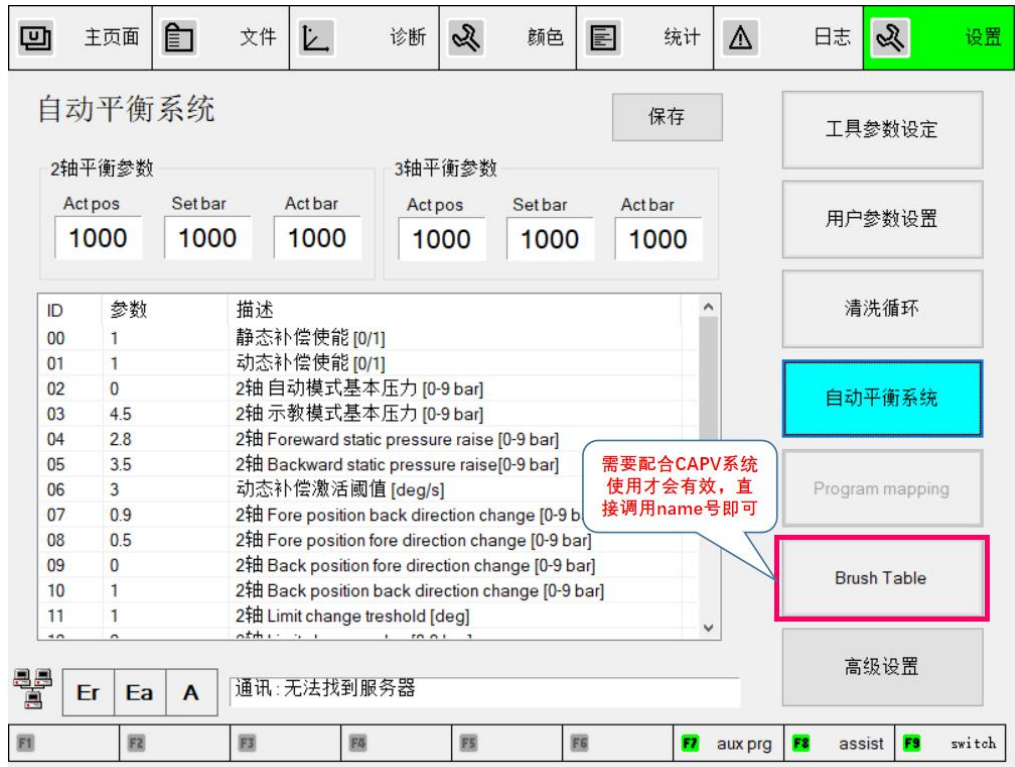 主页面 文件 诊断 颜色 统计 日志 设置
自动平衡系统
保存
2轴平衡参数
Act pos Set bar Act bar
1000 1000 1000
3轴平衡参数
Act pos Set bar Act bar
1000 1000 1000
ID 参数 描述
00 1 静态补偿使能 [0/1]
01 1 动态补偿使能 [0/1]
02 0 2轴 自动模式基本压力 [0-9 bar]
03 4.5 2轴 示教模式基本压力 [0-9 bar]
04 2.8 2轴 Foreward static pressure raise [0-9 bar]
05 3.5 2轴 Backward static pressure raise[0-9 bar]
06 3 动态补偿激活阈值 [deg/s]
07 0.9 2轴 Fore position back direction change [0-9 b
08 0.5 2轴 Fore position fore direction change [0-9 bar]
09 0 2轴 Back position fore direction change [0-9 bar]
10 1 2轴 Back position back direction change [0-9 bar]
11 1 2轴 Limit change treshold [deg]
需要配合CAPV系统
使用才会有效，直
接调用name号即可
工具参数设定
用户参数设置
清洗循环
自动平衡系统
Program mapping
Brush Table
高级设置
Er Ea A 通讯 : 无法找到服务器
F1 F2 F3 F4 F5 F6 F7 aux prg F8 assist F9 switch